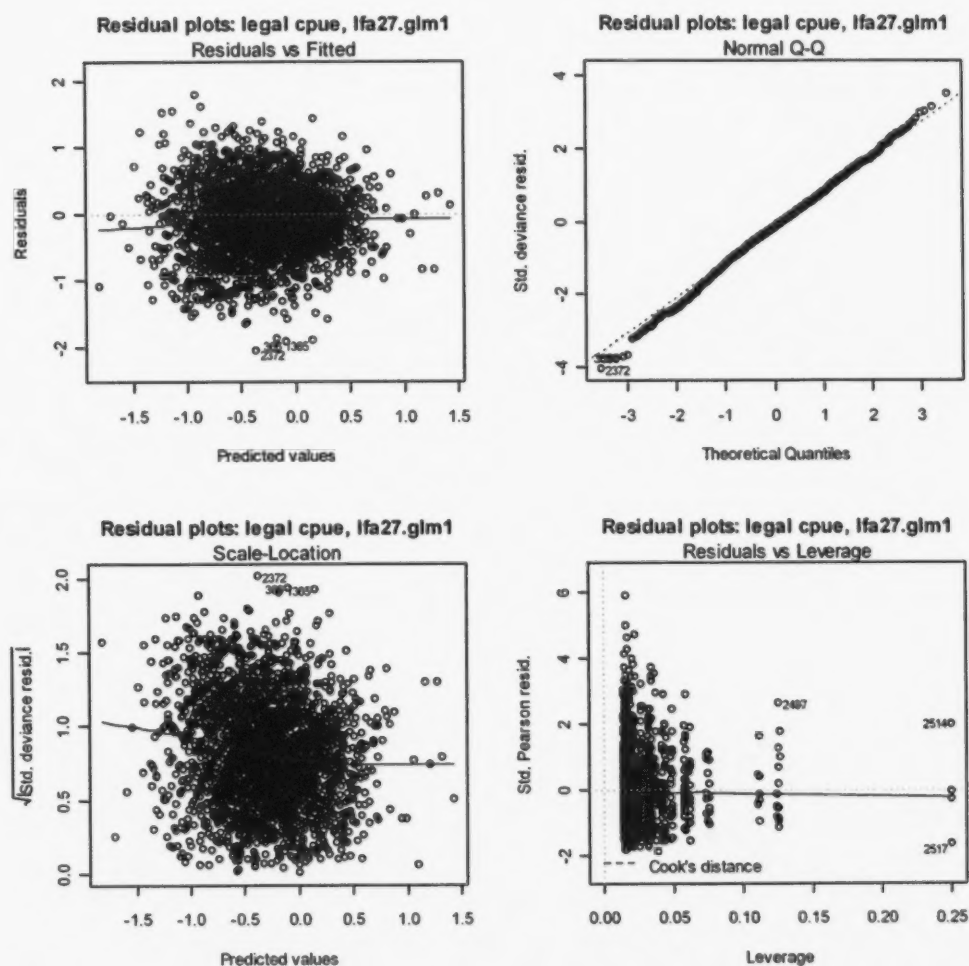 Residual plots: legal cpue, lfa27.glm1
Residuals vs Fitted
Residuals
2
1
0
-1
-2
1365
2372
-1.5 -1.0 -0.5 0.0 0.5 1.0 1.5
Predicted values
Residual plots: legal cpue, lfa27.glm1
Normal Q-Q
Std. deviance resid.
4
2
0
-2
-4
2372
-3 -2 -1 0 1 2 3
Theoretical Quantiles
Residual plots: legal cpue, lfa27.glm1
Scale-Location
√|Std. deviance resid.|
2.0
1.5
1.0
0.5
0.0
2372
1365
-1.5 -1.0 -0.5 0.0 0.5 1.0 1.5
Predicted values
Residual plots: legal cpue, lfa27.glm1
Residuals vs Leverage
Std. Pearson resid.
6
4
2
0
-2
2487
2514
2517
Cook's distance
0.00 0.05 0.10 0.15 0.20 0.25
Leverage